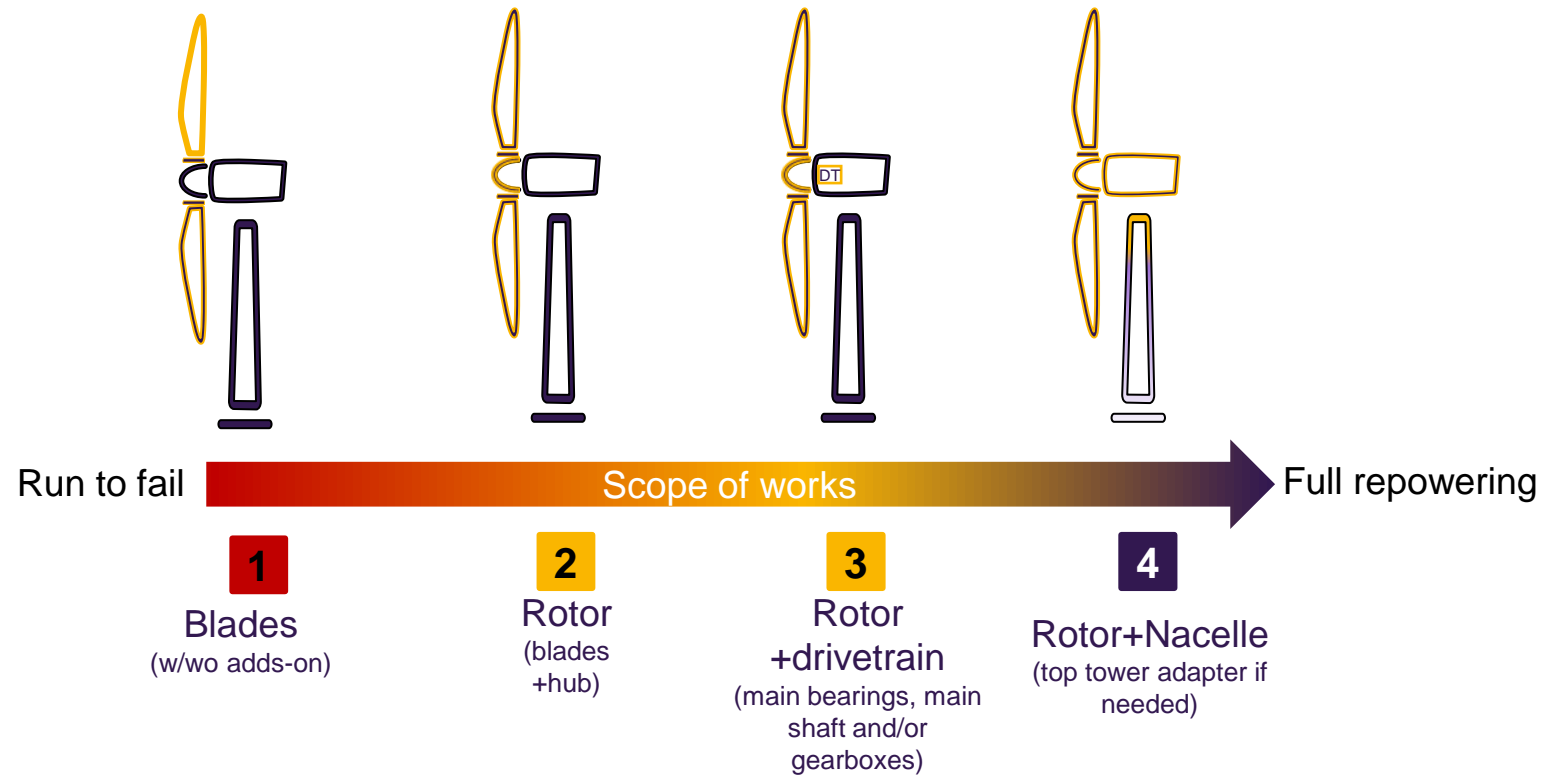 DT
Run to fail
Scope of works
Full repowering
1
Blades
(w/wo adds-on)
2
Rotor
(blades
+hub)
3
Rotor
+drivetrain
(main bearings, main
shaft and/or
gearboxes)
4
Rotor+Nacelle
(top tower adapter if
needed)